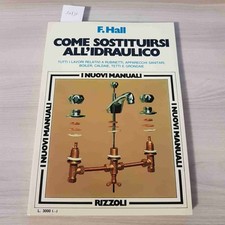 F. Hall
COME SOSTITUIRSI
ALL'IDRAULICO
TUTTI I LAVORI RELATIVI A RUBINETTI, APPARECCHI SANITARI,
BOILER, CALDAIE, TETTI E GRONDAIE
I NUOVI MANUALI
I NUOVI MANUALI
I NUOVI MANUALI
RIZZOLI
L. 3000